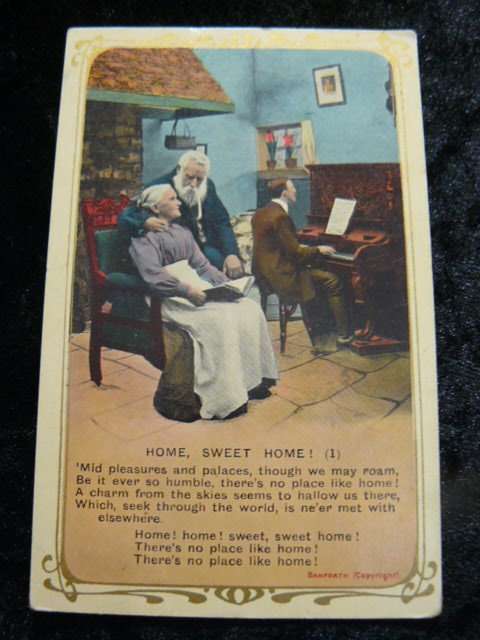 HOME, SWEET HOME! (1)
'Mid pleasures and palaces, though we may roam,
Be it ever so humble, there's no place like home!
A charm from the skies seems to hallow us there,
Which, seek through the world, is ne'er met with
elsewhere.
Home! home! sweet, sweet home!
There's no place like home!
There's no place like home!
BAMFORTH (Copyright)